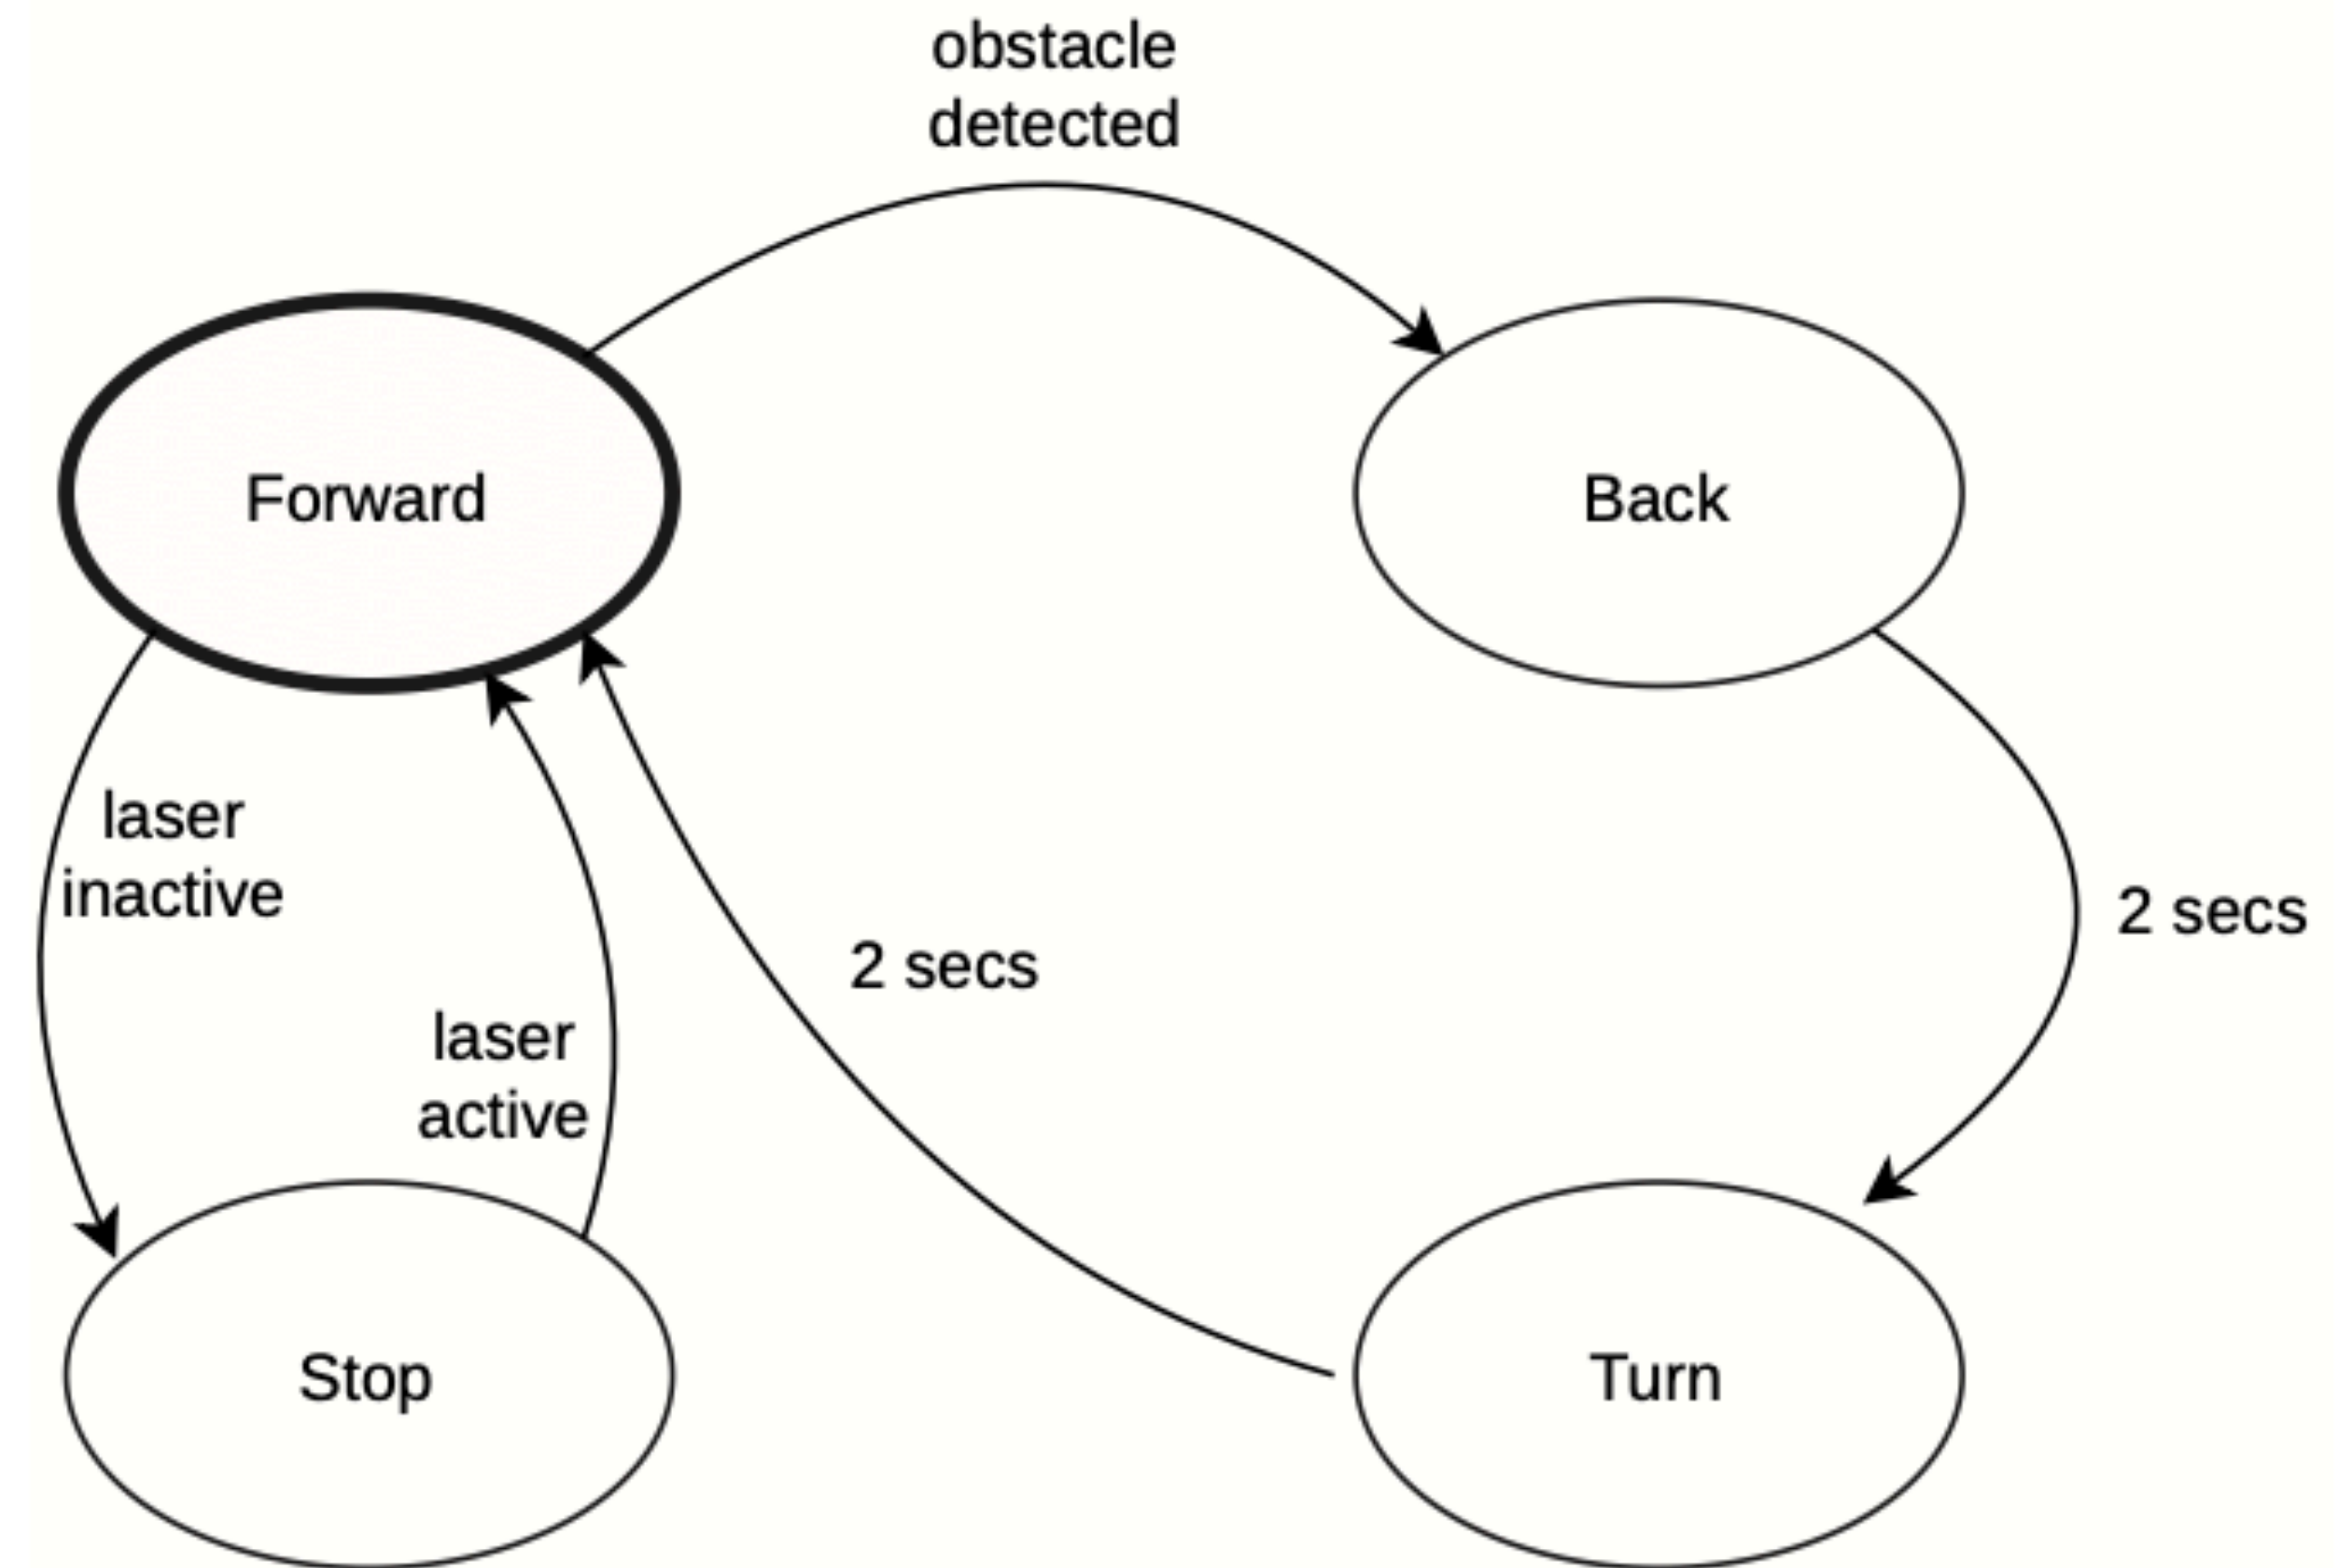 obstacle
detected
Forward
Back
laser
inactive
2 secs
2 secs
laser
active
Stop
Turn